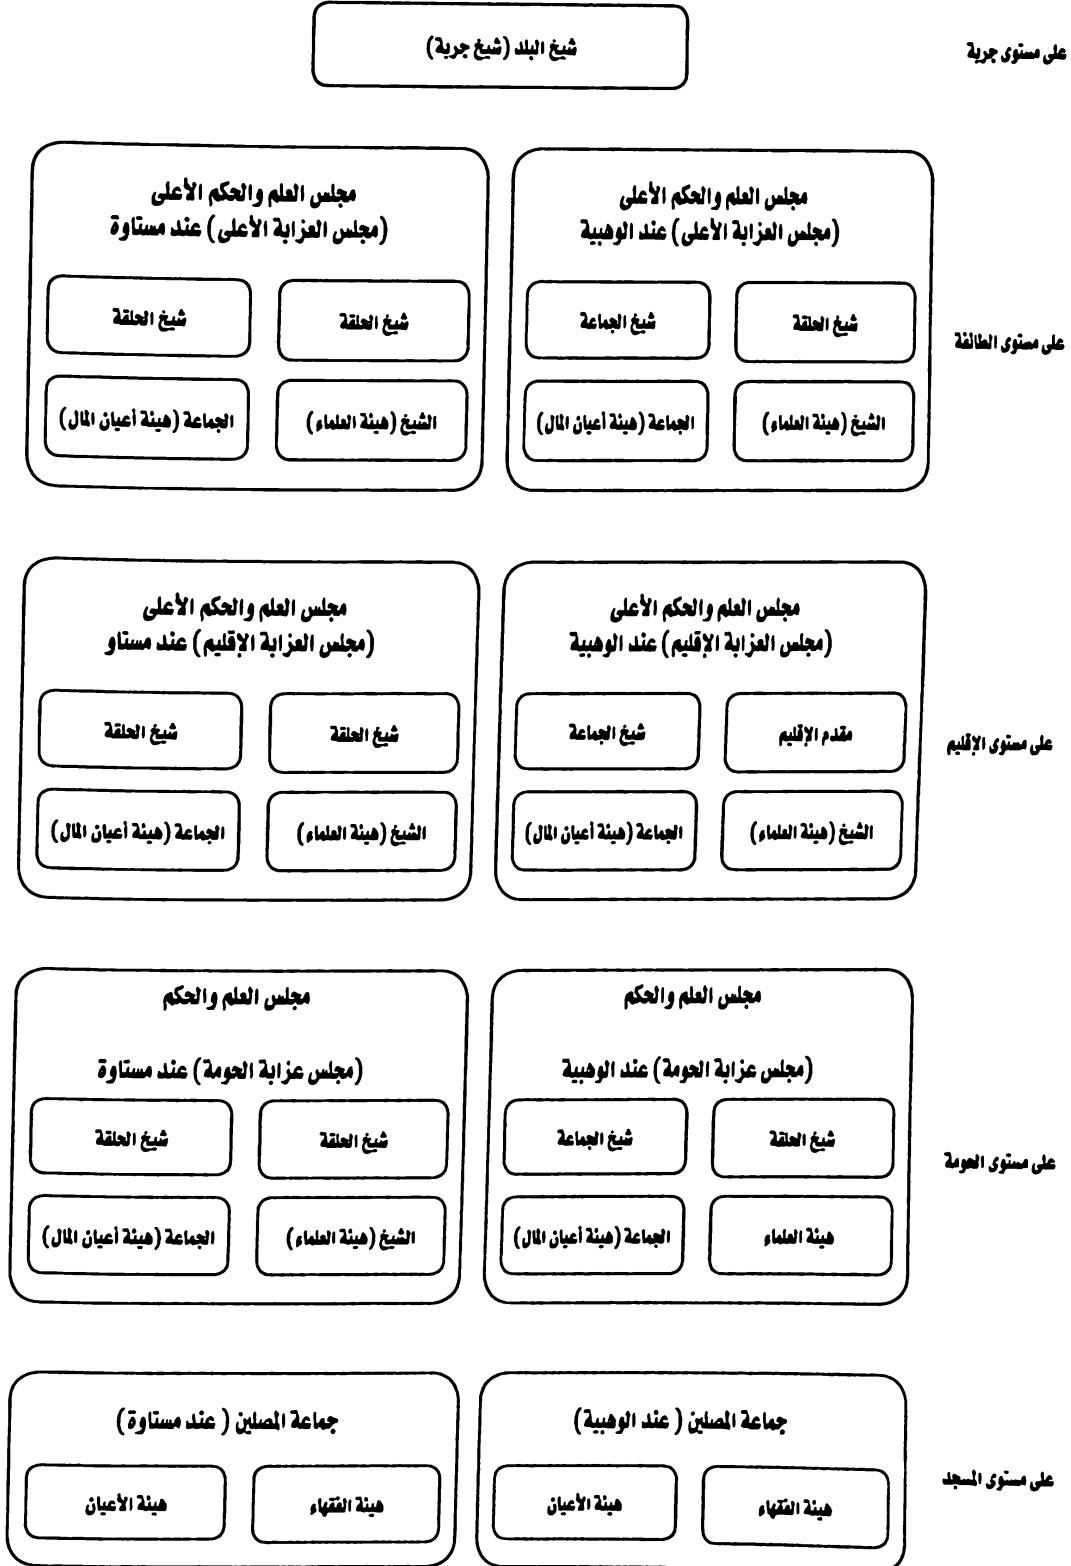 على مستوى جربة
شيخ البلد (شيخ جربة)
على مستوى الطائفة
مجلس العلم والحكم الأعلى
(مجلس العزابة الأعلى) عند الوهبية
شيخ الحلقة
شيخ الجماعة
الشيخ (هيئة العلماء)
الجماعة (هيئة أعيان المال)
مجلس العلم والحكم الأعلى
(مجلس العزابة الأعلى) عند مستاوة
شيخ الحلقة
شيخ الحلقة
الشيخ (هيئة العلماء)
الجماعة (هيئة أعيان المال)
على مستوى الإقليم
مجلس العلم والحكم الأعلى
(مجلس العزابة الإقليم) عند الوهبية
مقدم الإقليم
شيخ الجماعة
الشيخ (هيئة العلماء)
الجماعة (هيئة أعيان المال)
مجلس العلم والحكم الأعلى
(مجلس العزابة الإقليم) عند مستاو
شيخ الحلقة
شيخ الحلقة
الشيخ (هيئة العلماء)
الجماعة (هيئة أعيان المال)
على مستوى الحومة
مجلس العلم والحكم
(مجلس عزابة الحومة) عند الوهبية
شيخ الحلقة
شيخ الجماعة
هيئة العلماء
الجماعة (هيئة أعيان المال)
مجلس العلم والحكم
(مجلس عزابة الحومة) عند مستاوة
شيخ الحلقة
شيخ الحلقة
الشيخ (هيئة العلماء)
الجماعة (هيئة أعيان المال)
على مستوى المسجد
جماعة المصلين ( عند الوهبية)
هيئة الفقهاء
هيئة الأعيان
جماعة المصلين ( عند مستاوة)
هيئة الفقهاء
هيئة الأعيان